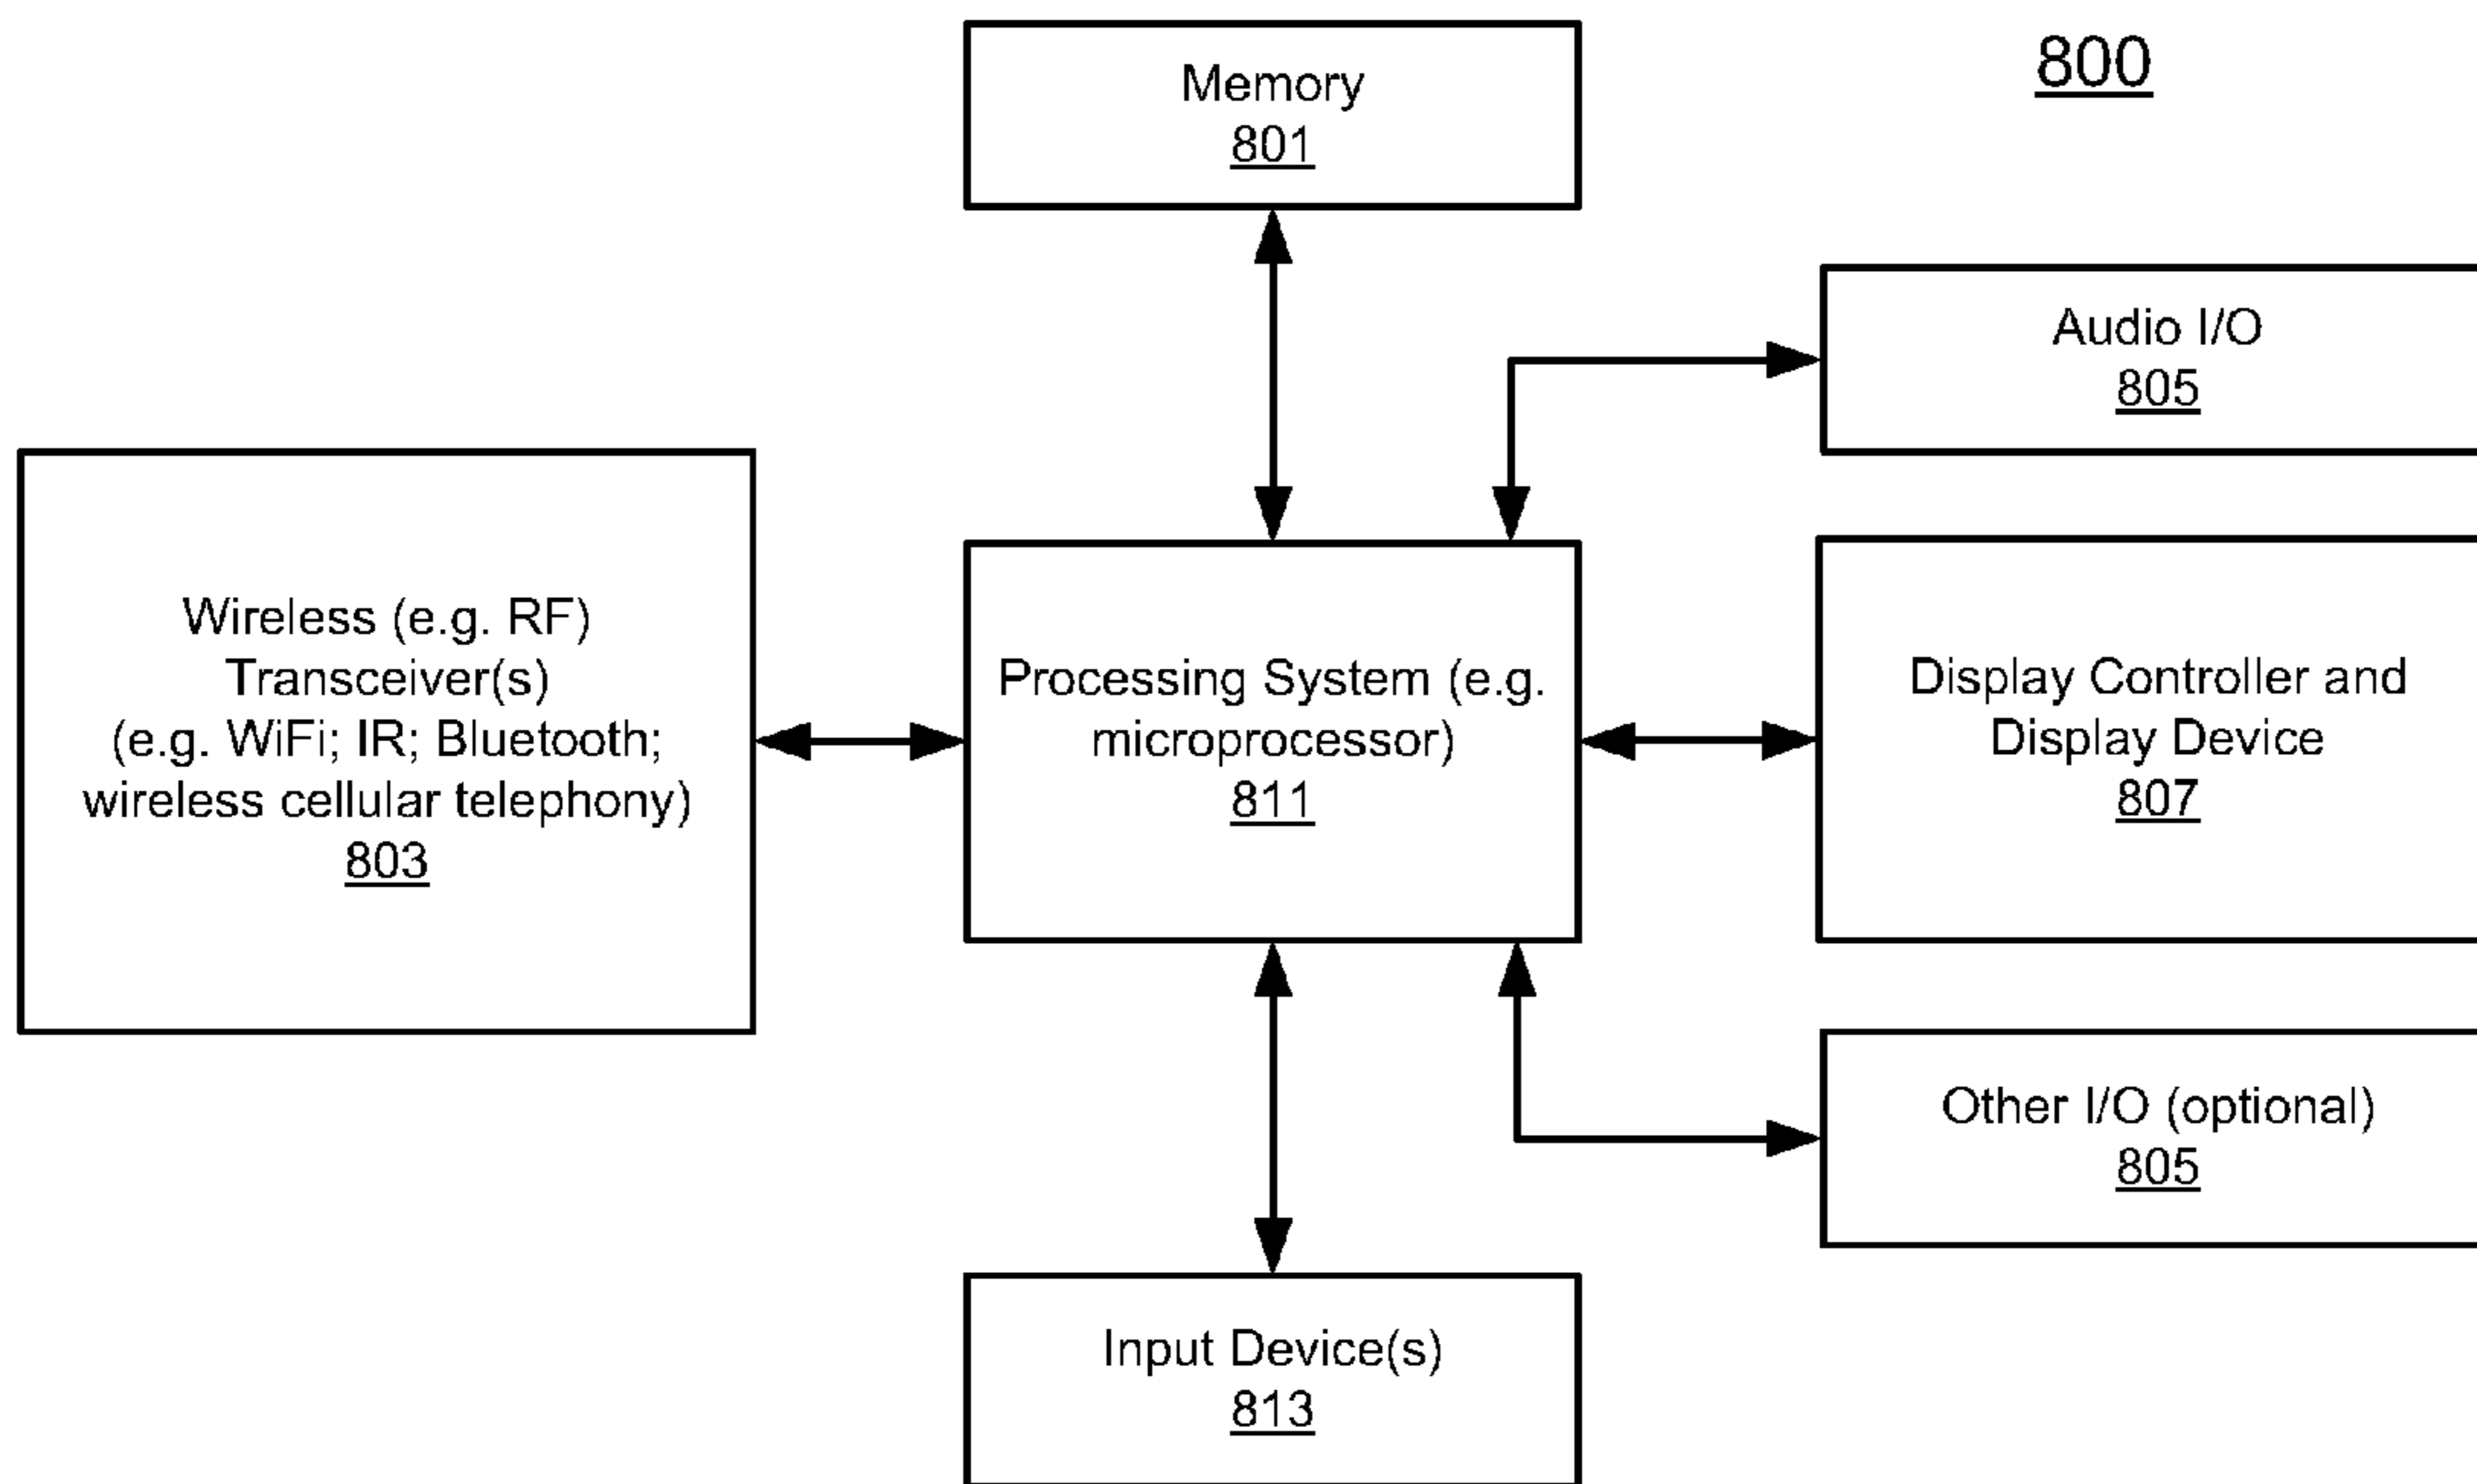 800
Memory
801
Audio I/O
805
Wireless (e.g. RF)
Transceiver(s)
(e.g. WiFi; IR; Bluetooth;
wireless cellular telephony)
803
Processing System (e.g.
microprocessor)
811
Display Controller and
Display Device
807
Other I/O (optional)
805
Input Device(s)
813